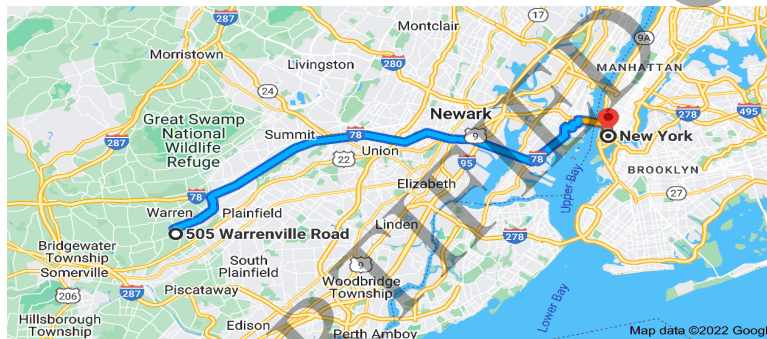 287
Montclair
17
9A
Morristown
Livingston
280
MANHATTAN
24
Newark
278
495
Great Swamp
National
Wildlife
Refuge
287
Summit
78
9
New York
22
Union
95
78
BROOKLYN
78
Elizabeth
Upper Bay
27
Warren
Plainfield
505 Warrenville Road
Linden
278
Bridgewater
Township
Somerville
South
Plainfield
9
Woodbridge
Township
206
287
Piscataway
Lower Bay
Hillsborough
Township
Edison
Perth Amboy
Map data ©2022 Googl